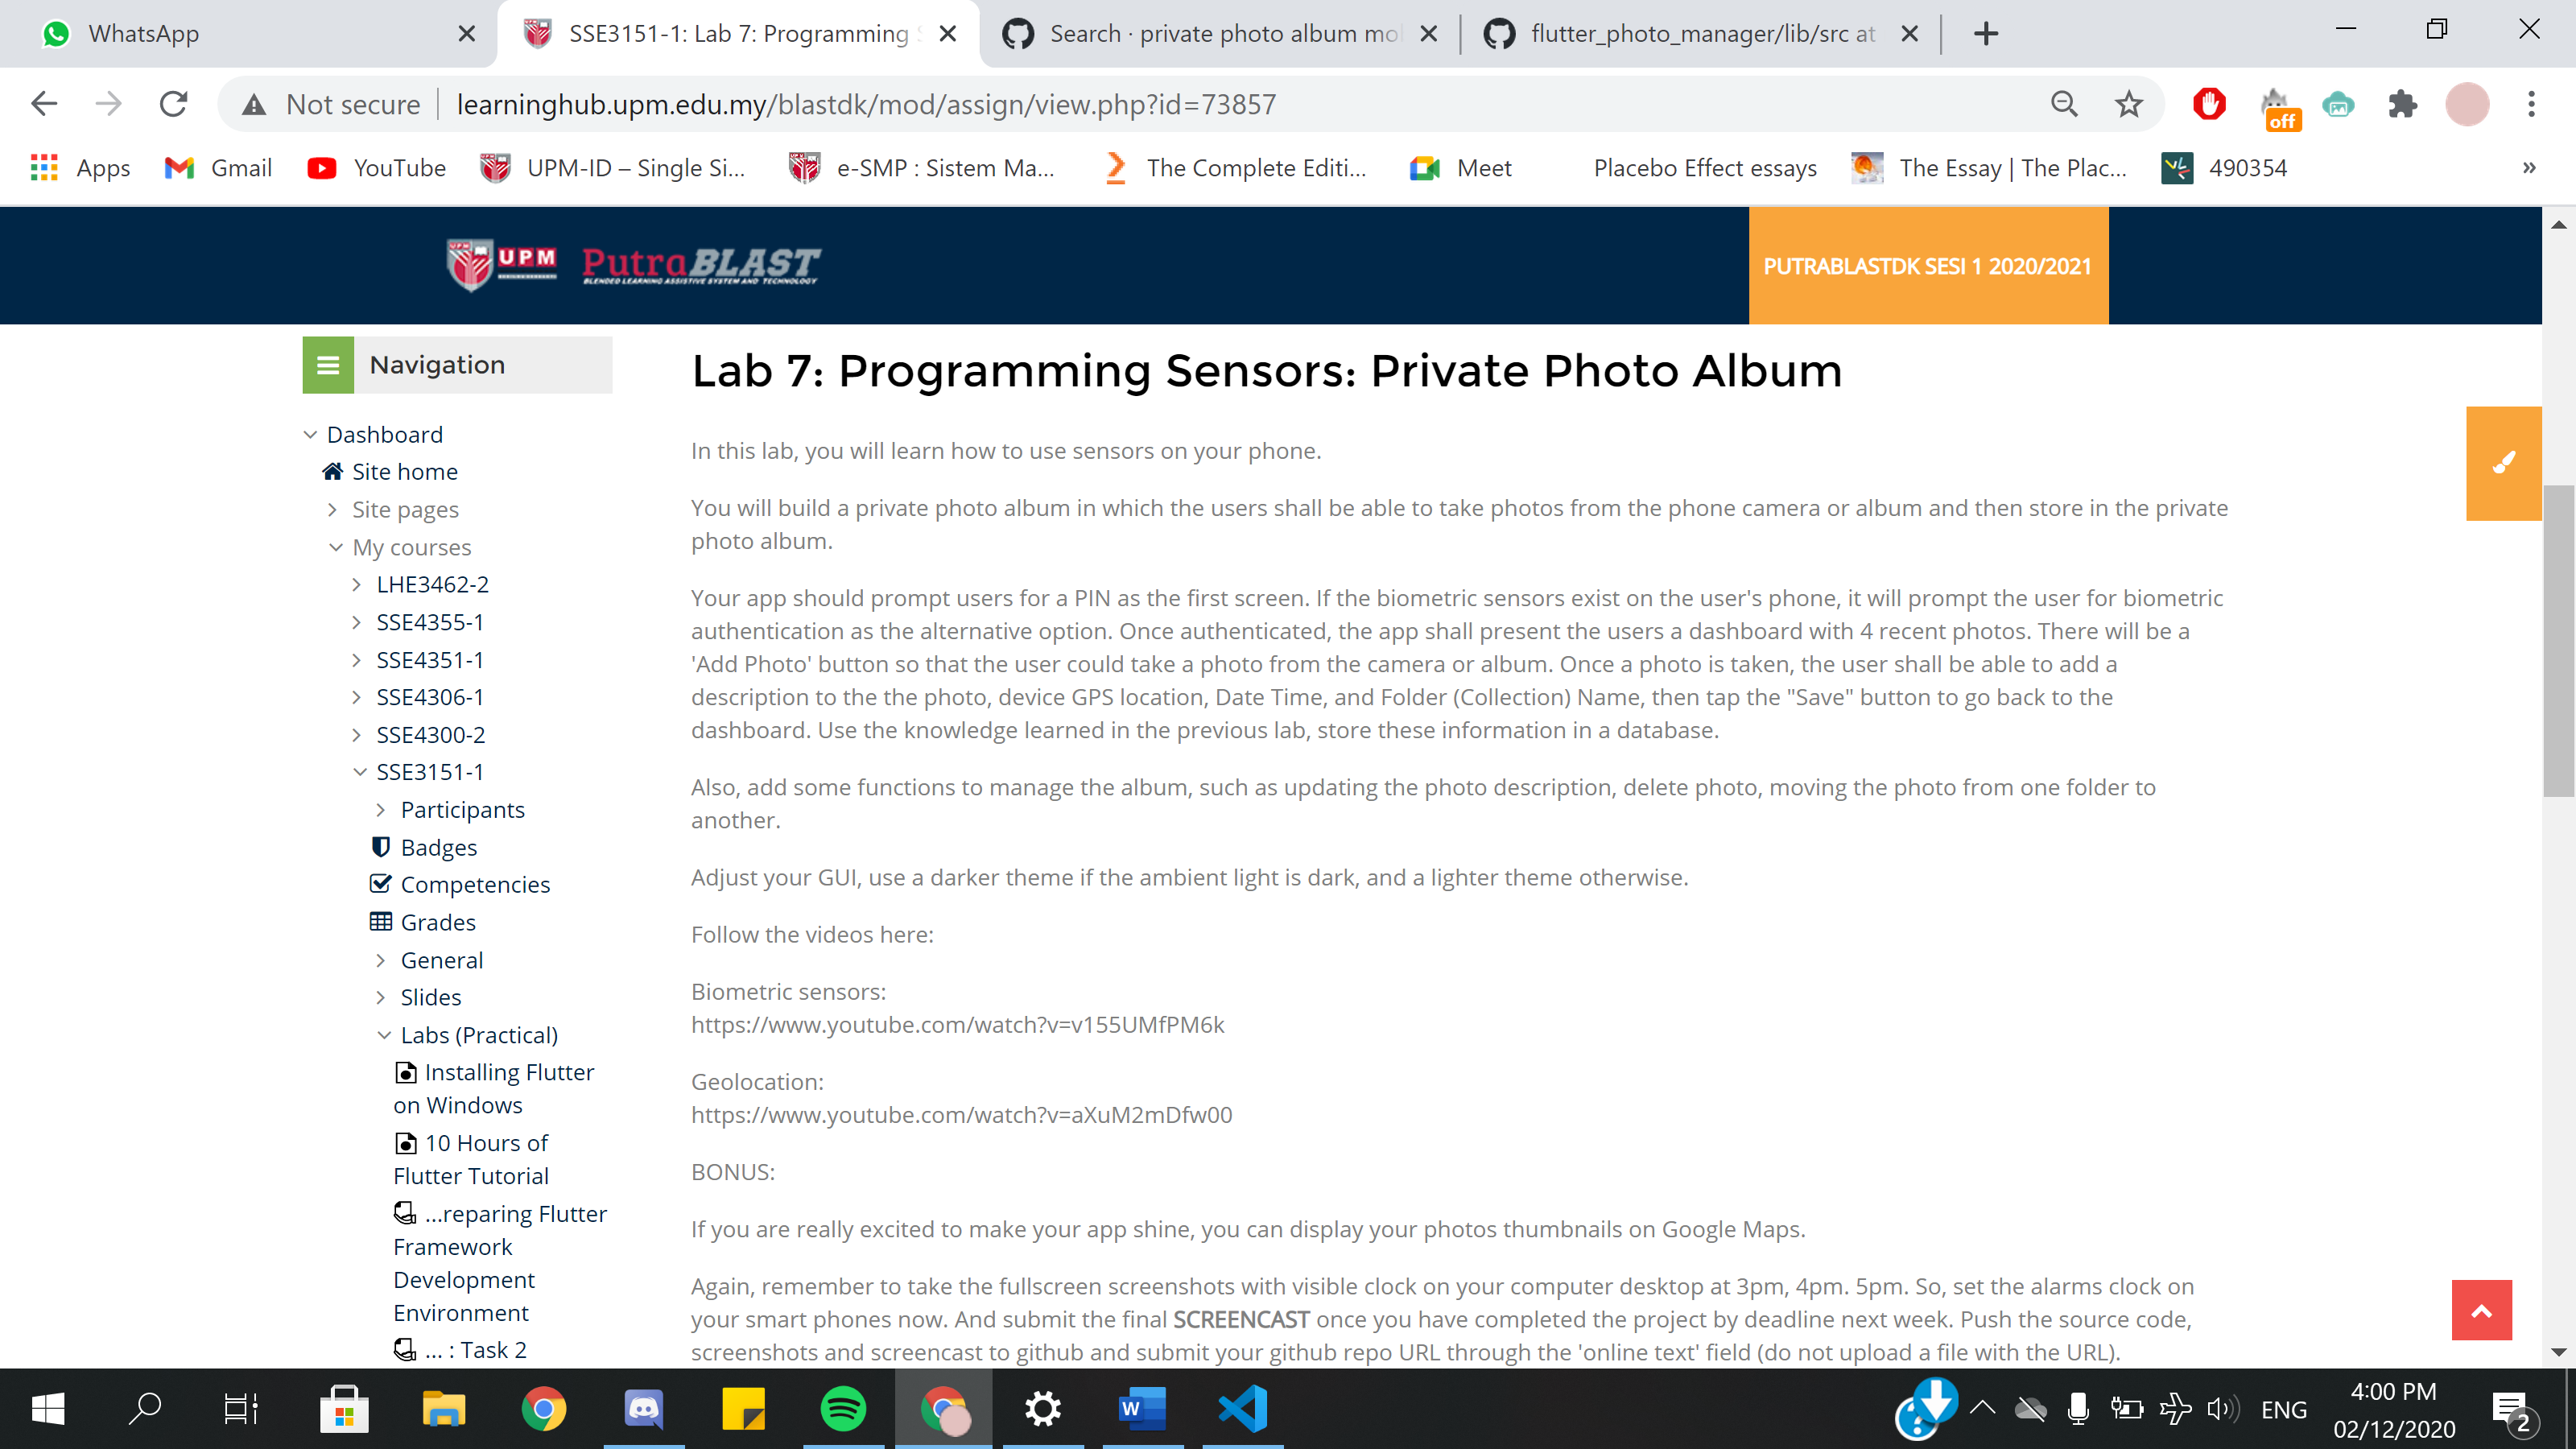 WhatsApp
SSE3151-1: Lab 7: Programming S
Search · private photo album mol
flutter_photo_manager/lib/src at
Not secure
learninghub.upm.edu.my/blastdk/mod/assign/view.php?id=73857
off
Apps
Gmail
YouTube
UPM-ID – Single Si...
e-SMP : Sistem Ma...
The Complete Editi...
Meet
Placebo Effect essays
The Essay | The Plac...
490354
»
UPM
PutraBLAST
BLENDED LEARNING ASSISTIVE SYSTEM AND TECHNOLOGY
PUTRABLASTDK SESI 1 2020/2021
Navigation
Dashboard
Site home
Site pages
My courses
LHE3462-2
SSE4355-1
SSE4351-1
SSE4306-1
SSE4300-2
SSE3151-1
Participants
Badges
Competencies
Grades
General
Slides
Labs (Practical)
Installing Flutter
on Windows
10 Hours of
Flutter Tutorial
...reparing Flutter
Framework
Development
Environment
... : Task 2
Lab 7: Programming Sensors: Private Photo Album
In this lab, you will learn how to use sensors on your phone.
You will build a private photo album in which the users shall be able to take photos from the phone camera or album and then store in the private
photo album.
Your app should prompt users for a PIN as the first screen. If the biometric sensors exist on the user's phone, it will prompt the user for biometric
authentication as the alternative option. Once authenticated, the app shall present the users a dashboard with 4 recent photos. There will be a
'Add Photo' button so that the user could take a photo from the camera or album. Once a photo is taken, the user shall be able to add a
description to the the photo, device GPS location, Date Time, and Folder (Collection) Name, then tap the "Save" button to go back to the
dashboard. Use the knowledge learned in the previous lab, store these information in a database.
Also, add some functions to manage the album, such as updating the photo description, delete photo, moving the photo from one folder to
another.
Adjust your GUI, use a darker theme if the ambient light is dark, and a lighter theme otherwise.
Follow the videos here:
Biometric sensors:
https://www.youtube.com/watch?v=v155UMfPM6k
Geolocation:
https://www.youtube.com/watch?v=aXuM2mDfw00
BONUS:
If you are really excited to make your app shine, you can display your photos thumbnails on Google Maps.
Again, remember to take the fullscreen screenshots with visible clock on your computer desktop at 3pm, 4pm. 5pm. So, set the alarms clock on
your smart phones now. And submit the final SCREENCAST once you have completed the project by deadline next week. Push the source code,
screenshots and screencast to github and submit your github repo URL through the 'online text' field (do not upload a file with the URL).
ENG
4:00 PM
02/12/2020
2